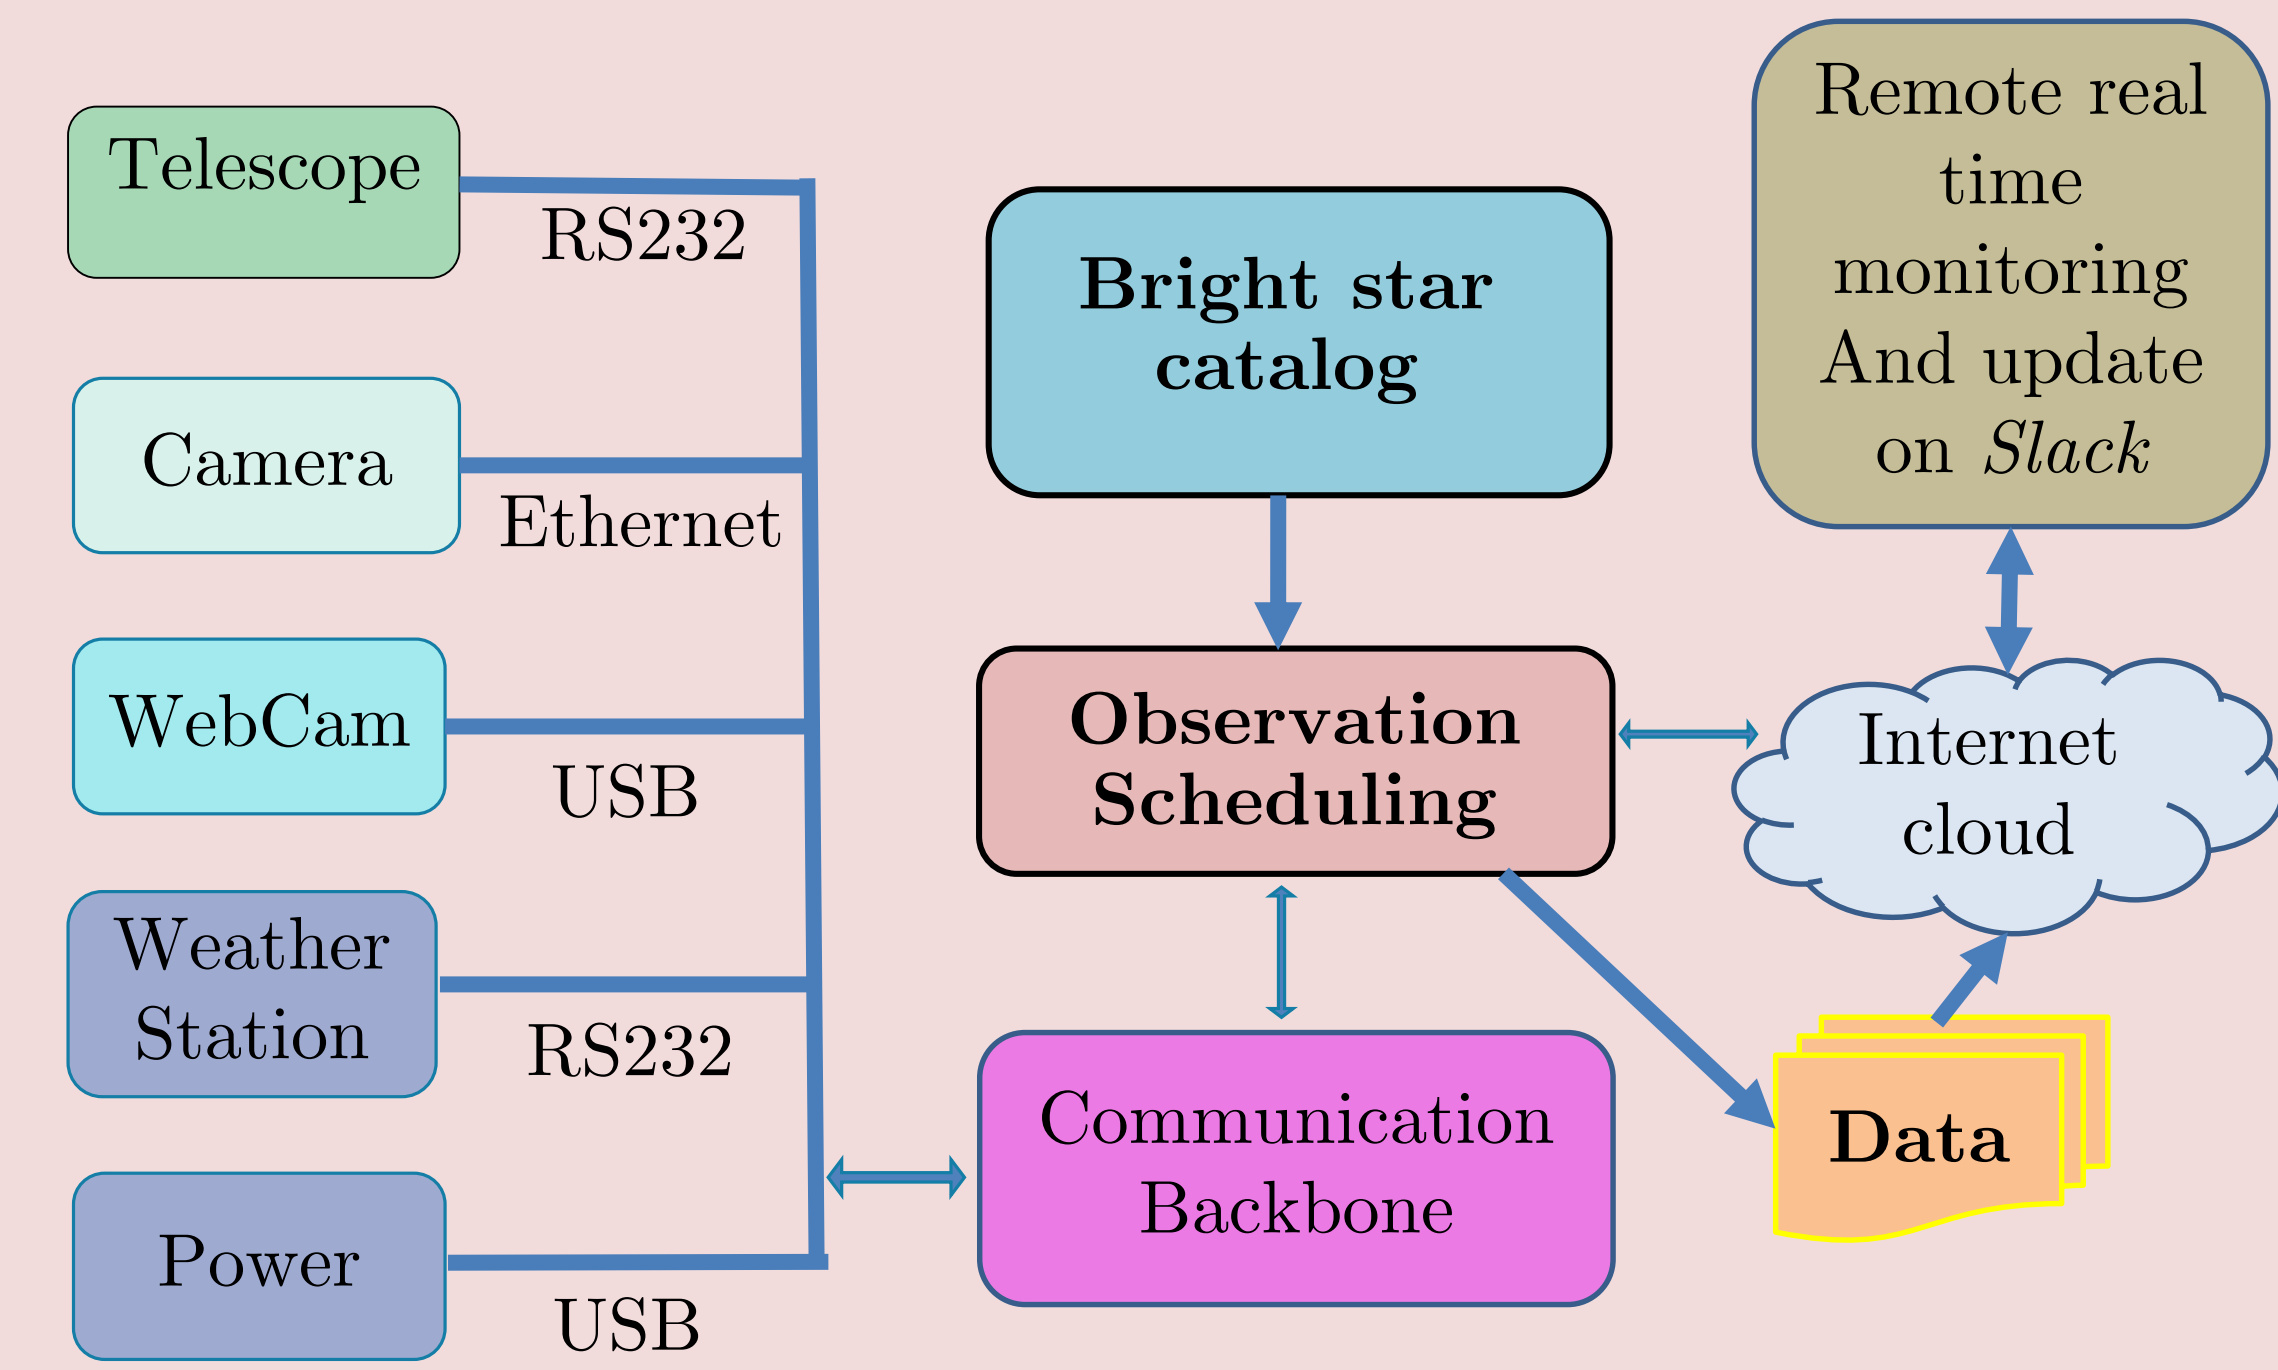 Telescope
RS232
Camera
Ethernet
WebCam
USB
Weather
Station
RS232
Power
USB
Bright star
catalog
Observation
Scheduling
Communication
Backbone
Remote real
time
monitoring
And update
on Slack
Internet
cloud
Data